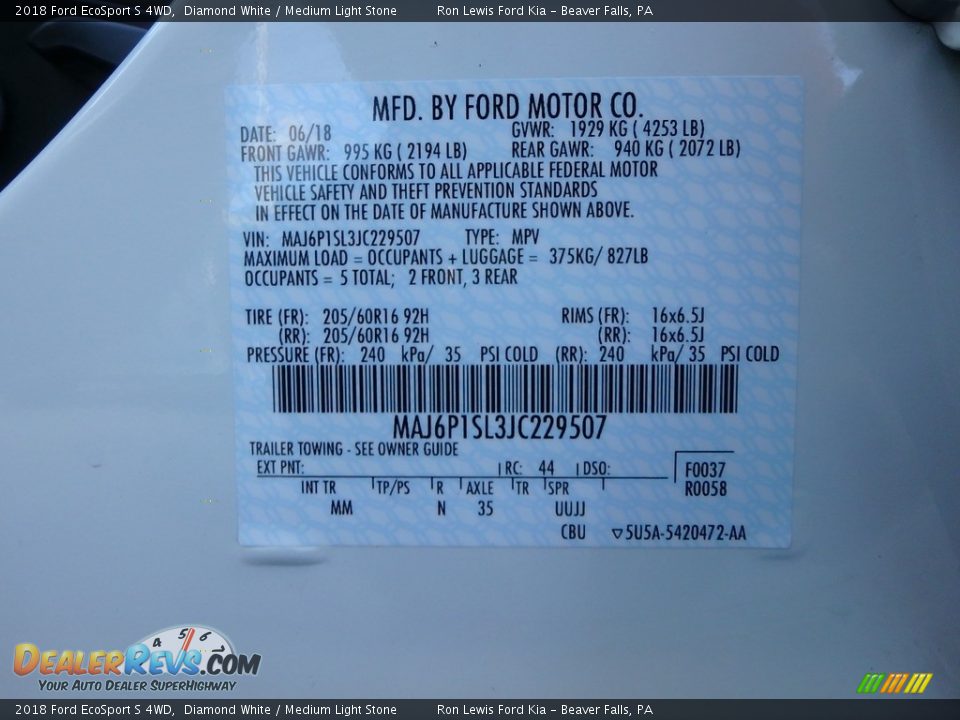 2018 Ford EcoSport S 4WD, Diamond White / Medium Light Stone Ron Lewis Ford Kia - Beaver Falls, PA
MFD. BY FORD MOTOR CO.
DATE: 06/18 GVWR: 1929 KG ( 4253 LB)
FRONT GAWR: 995 KG ( 2194 LB) REAR GAWR: 940 KG ( 2072 LB)
THIS VEHICLE CONFORMS TO ALL APPLICABLE FEDERAL MOTOR
VEHICLE SAFETY AND THEFT PREVENTION STANDARDS
IN EFFECT ON THE DATE OF MANUFACTURE SHOWN ABOVE.
VIN: MAJ6P1SL3JC229507 TYPE: MPV
MAXIMUM LOAD = OCCUPANTS + LUGGAGE = 375KG/ 827LB
OCCUPANTS = 5 TOTAL; 2 FRONT, 3 REAR
TIRE (FR): 205/60R16 92H RIMS (FR): 16x6.5J
(RR): 205/60R16 92H (RR): 16x6.5J
PRESSURE (FR): 240 kPa/ 35 PSI COLD (RR): 240 kPa/ 35 PSI COLD
MAJ6P1SL3JC229507
TRAILER TOWING - SEE OWNER GUIDE
EXT PNT: RC: 44 DSO: F0037
INT TR TP/PS R AXLE TR SPR R0058
MM N 35 UUJJ
CBU ▽5U5A-5420472-AA
4 5 6
DEALERREVS.COM
YOUR AUTO DEALER SUPERHIGHWAY
2018 Ford EcoSport S 4WD, Diamond White / Medium Light Stone Ron Lewis Ford Kia - Beaver Falls, PA